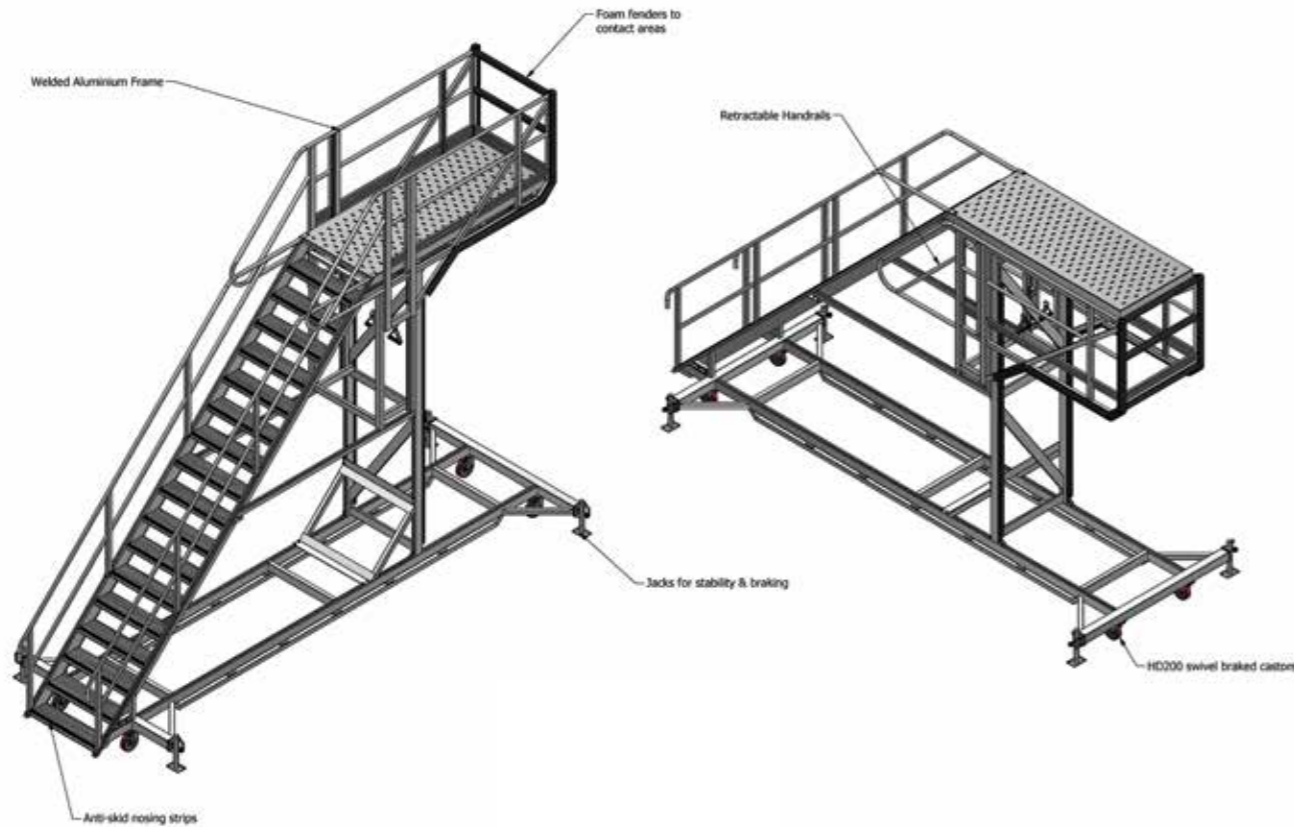 Foam fenders to
contact areas
Welded Aluminium Frame
Retractable Handrails
Jacks for stability & braking
HD200 swivel braked castors
Anti-skid nosing strips